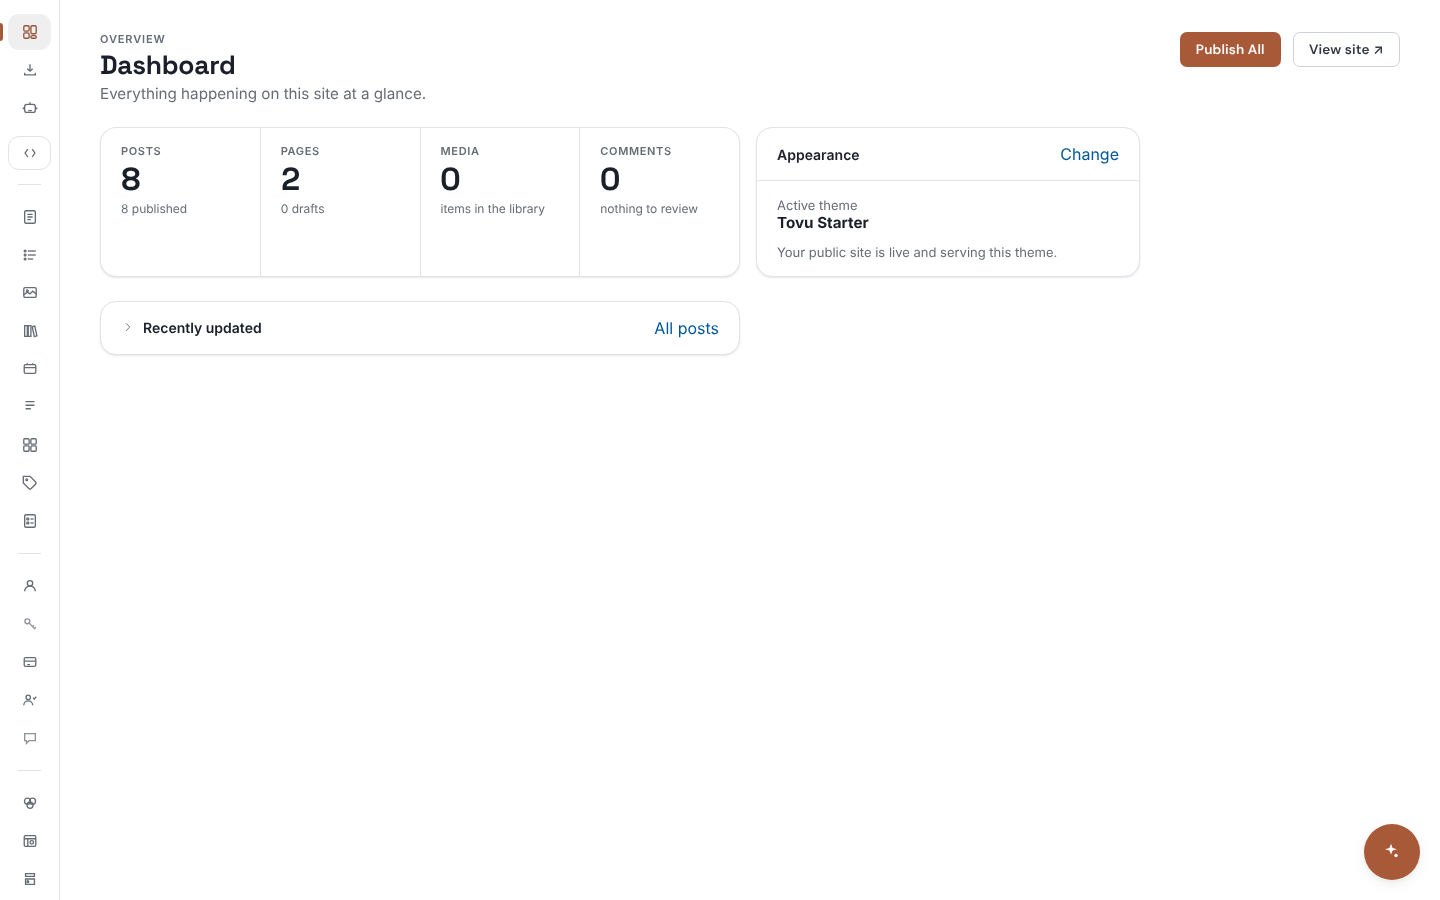 OVERVIEW
Dashboard
Everything happening on this site at a glance.
Publish All
View site ↗
POSTS
8
8 published
PAGES
2
0 drafts
MEDIA
0
items in the library
COMMENTS
0
nothing to review
Appearance
Change
Active theme
Tovu Starter
Your public site is live and serving this theme.
Recently updated
All posts